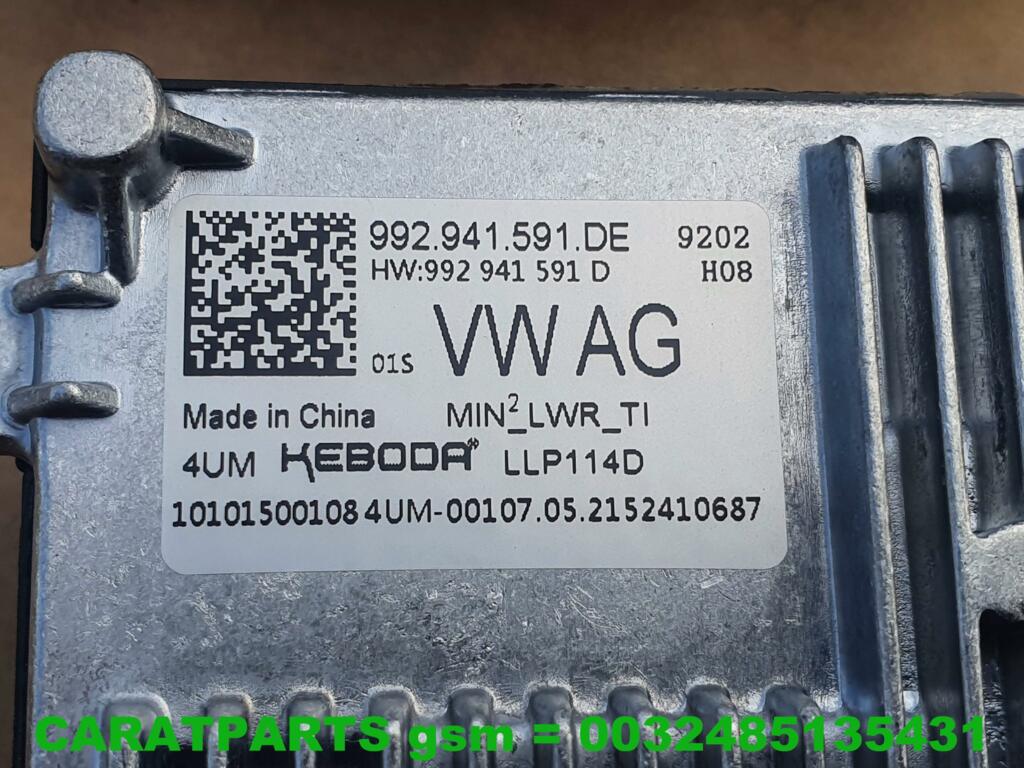 992.941.591.DE 9202
HW:992 941 591 D H08
01S VW AG
Made in China MIN²_LWR_TI
4UM KEBODA LLP114D
10101500108 4UM-00107.05.2152410687
CARATPARTS gsm = 0032485135431